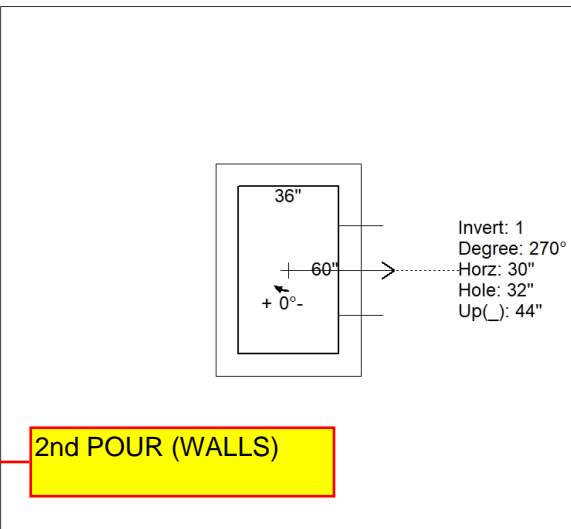 36"
60"
+ 0°-
Invert: 1
Degree: 270°
Horz: 30"
Hole: 32"
Up(_): 44"
2nd POUR (WALLS)